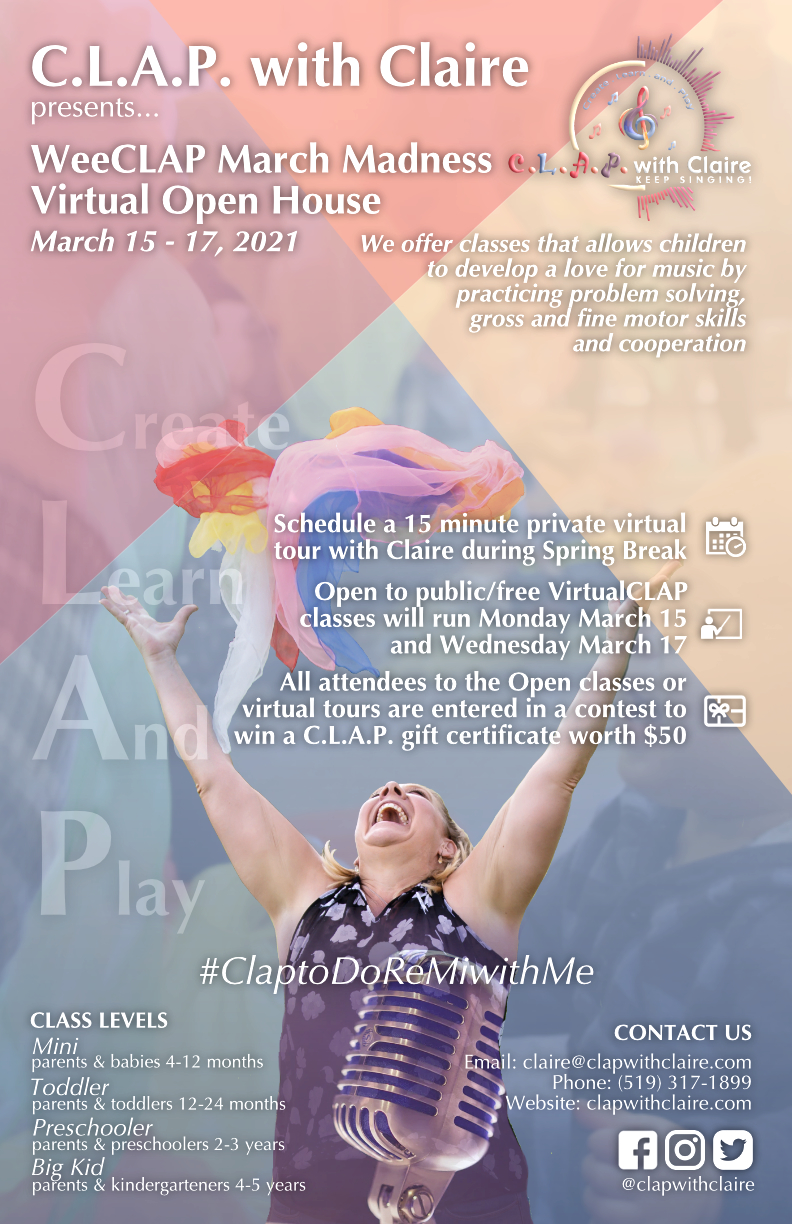 C.L.A.P. with Claire
presents...
WeeCLAP March Madness
Virtual Open House
March 15 - 17, 2021
Create Learn and Play
C.L.A.P. with Claire
KEEP SINGING!
We offer classes that allows children
to develop a love for music by
practicing problem solving,
gross and fine motor skills
and cooperation
Create
Learn
And
Play
Schedule a 15 minute private virtual
tour with Claire during Spring Break
Open to public/free VirtualCLAP
classes will run Monday March 15
and Wednesday March 17
All attendees to the Open classes or
virtual tours are entered in a contest to
win a C.L.A.P. gift certificate worth $50
#ClaptoDoReMiwithMe
CLASS LEVELS
Mini
parents & babies 4-12 months
Toddler
parents & toddlers 12-24 months
Preschooler
parents & preschoolers 2-3 years
Big Kid
parents & kindergarteners 4-5 years
CONTACT US
Email: claire@clapwithclaire.com
Phone: (519) 317-1899
Website: clapwithclaire.com
@clapwithclaire